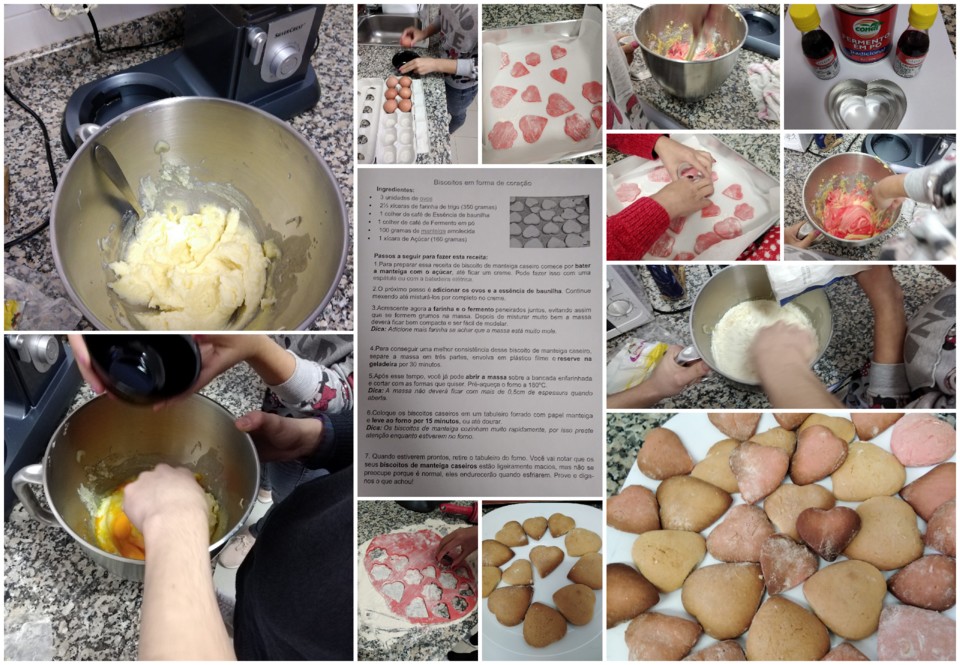 SILVERCREST
Condi
FERMENTO
EM PÓ
Biscoitos em forma de coração:
Ingredientes:
3 unidades de ovos
2½ xícaras de farinha de trigo (350 gramas)
1 colher de café de Essência de baunilha
1 colher de café de Fermento em pó
100 gramas de manteiga amolecida
1 xícara de Açúcar (160 gramas)
Passos a seguir para fazer esta receita:
1.Para preparar essa receita de biscoito de manteiga caseiro comece por bater
a manteiga com o açúcar, até ficar um creme. Pode fazer isso com uma
espátula ou com a batedeira elétrica.
2.O próximo passo é adicionar os ovos e a essência de baunilha. Continue
mexendo até misturá-los por completo no creme.
3.Acrescente agora a farinha e o fermento peneirados juntos, evitando assim
que se formem grumos na massa. Depois de misturar muito bem a massa
deverá ficar bem compacta e ser fácil de modelar.
Dica: Adicione mais farinha se achar que a massa está muito mole.
4.Para conseguir uma melhor consistência desse biscoito de manteiga caseiro,
separe a massa em três partes, envolva em plástico filme e reserve na
geladeira por 30 minutos.
5.Após esse tempo, você já pode abrir a massa sobre a bancada enfarinhada
e cortar com as formas que quiser. Pré-aqueça o forno a 180ºC.
Dica: A massa não deverá ficar com mais de 0,5cm de espessura quando
aberta.
6.Coloque os biscoitos caseiros em um tabuleiro forrado com papel manteiga
e leve ao forno por 15 minutos, ou até dourar.
Dica: Os biscoitos de manteiga cozinham muito rapidamente, por isso preste
atenção enquanto estiverem no forno.
7. Quando estiverem prontos, retire o tabuleiro do forno. Você vai notar que os
seus biscoitos de manteiga caseiros estão ligeiramente macios, mas não se
preocupe porque é normal, eles endurecerão quando esfriarem. Prove e diga-
nos o que achou!